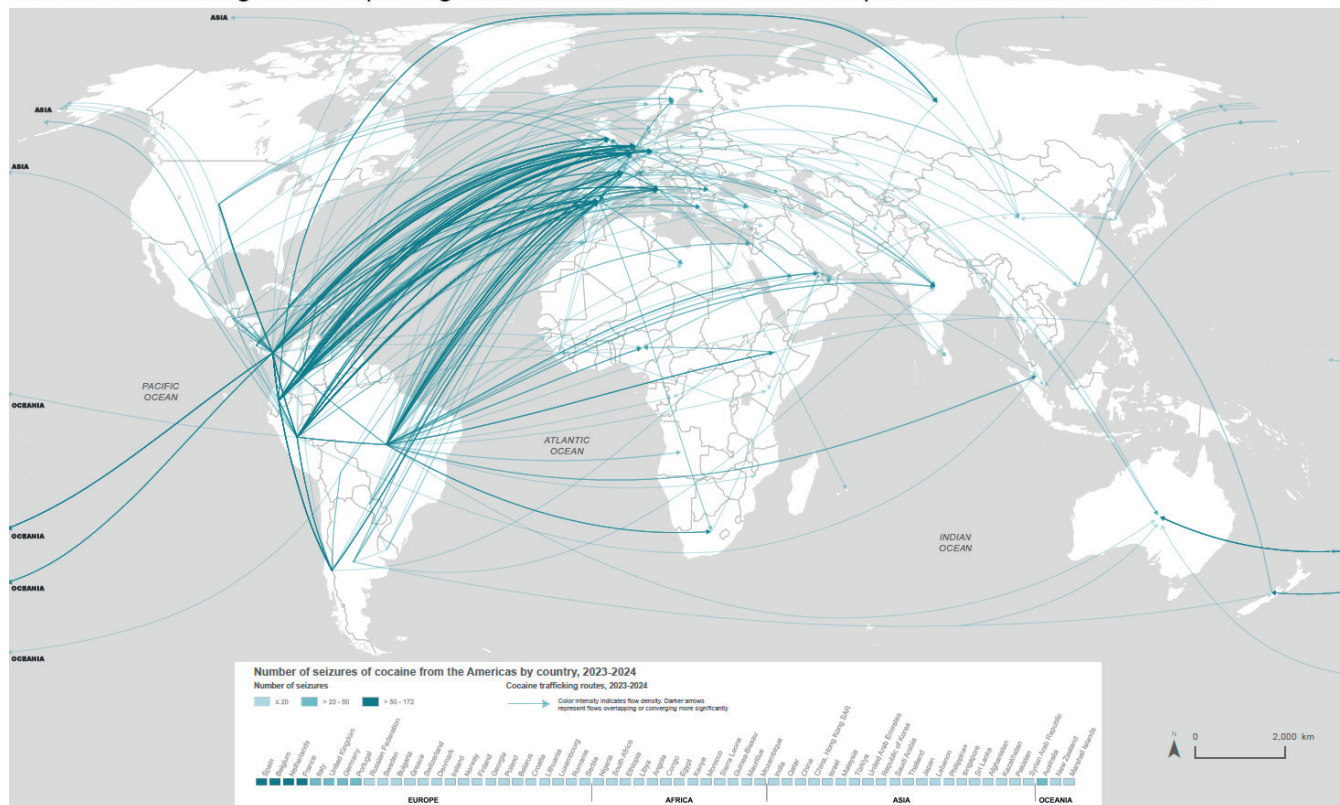 ASIA
ASIA
ASIA
PACIFIC
OCEAN
OCEANIA
ATLANTIC
OCEAN
OCEANIA
INDIAN
OCEAN
OCEANIA
OCEANIA
Number of seizures of cocaine from the Americas by country, 2023-2024
Number of seizures
≤ 20
> 20 - 50
> 50 - 172
Cocaine trafficking routes, 2023-2024
Color intensity indicates flow density. Darker arrows
represent flows overlapping or converging more significantly
N
0 2,000 km
Spain
Belgium
Netherlands
France
Italy
United Kingdom
Germany
Portugal
Russian Federation
Sweden
Bulgaria
Greece
Switzerland
Denmark
Ireland
Norway
Finland
Georgia
Poland
Belarus
Croatia
Lithuania
Luxembourg
Romania
Serbia
Nigeria
South Africa
Ethiopia
Libya
Angola
Congo
Egypt
Kenya
Morocco
Sierra Leone
Guinea-Bissau
Mauritius
Mozambique
India
Qatar
China
China, Hong Kong SAR
Israel
Malaysia
Türkiye
United Arab Emirates
Republic of Korea
Saudi Arabia
Thailand
Japan
Lebanon
Philippines
Singapore
Sri Lanka
Afghanistan
Kazakhstan
Pakistan
Syrian Arab Republic
Australia
New Zealand
Marshall Islands
EUROPE
AFRICA
ASIA
OCEANIA